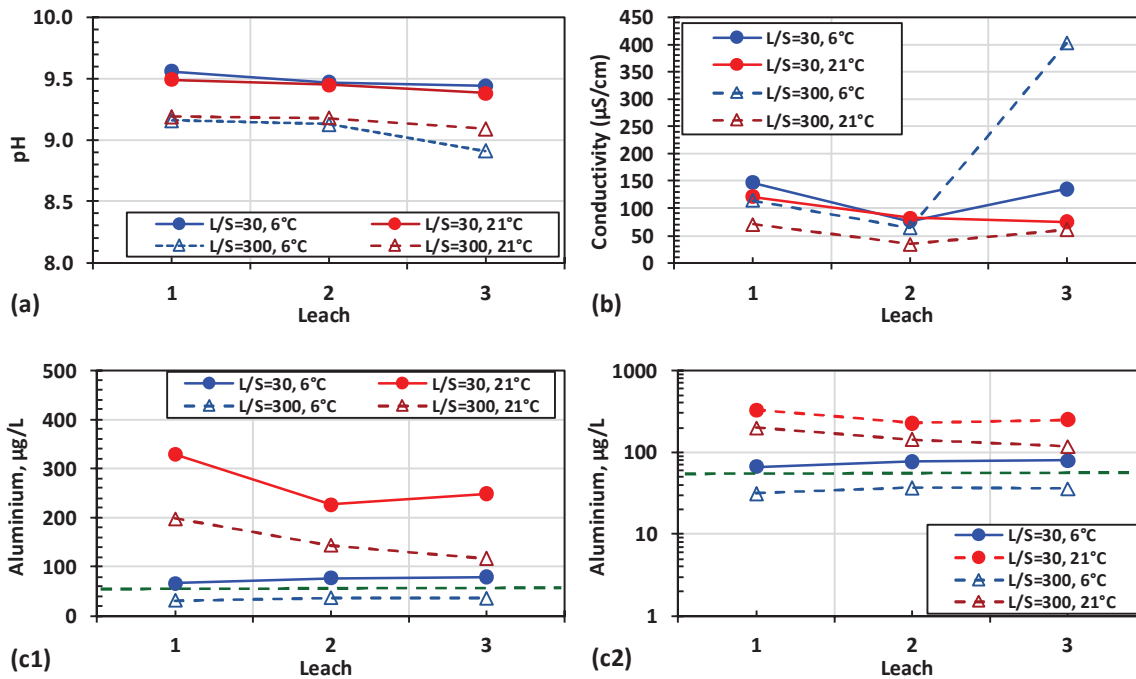 10.0
9.5
9.0
8.5
8.0
pH
L/S=30, 6°C
L/S=30, 21°C
L/S=300, 6°C
L/S=300, 21°C
1
2
3
Leach
(a)
450
400
350
300
250
200
150
100
50
0
Conductivity (µS/cm)
L/S=30, 6°C
L/S=30, 21°C
L/S=300, 6°C
L/S=300, 21°C
1
2
3
Leach
(b)
500
400
300
200
100
0
Aluminium, µg/L
L/S=30, 6°C
L/S=30, 21°C
L/S=300, 6°C
L/S=300, 21°C
1
2
3
Leach
(c1)
1000
100
10
1
Aluminium, µg/L
L/S=30, 6°C
L/S=30, 21°C
L/S=300, 6°C
L/S=300, 21°C
1
2
3
Leach
(c2)